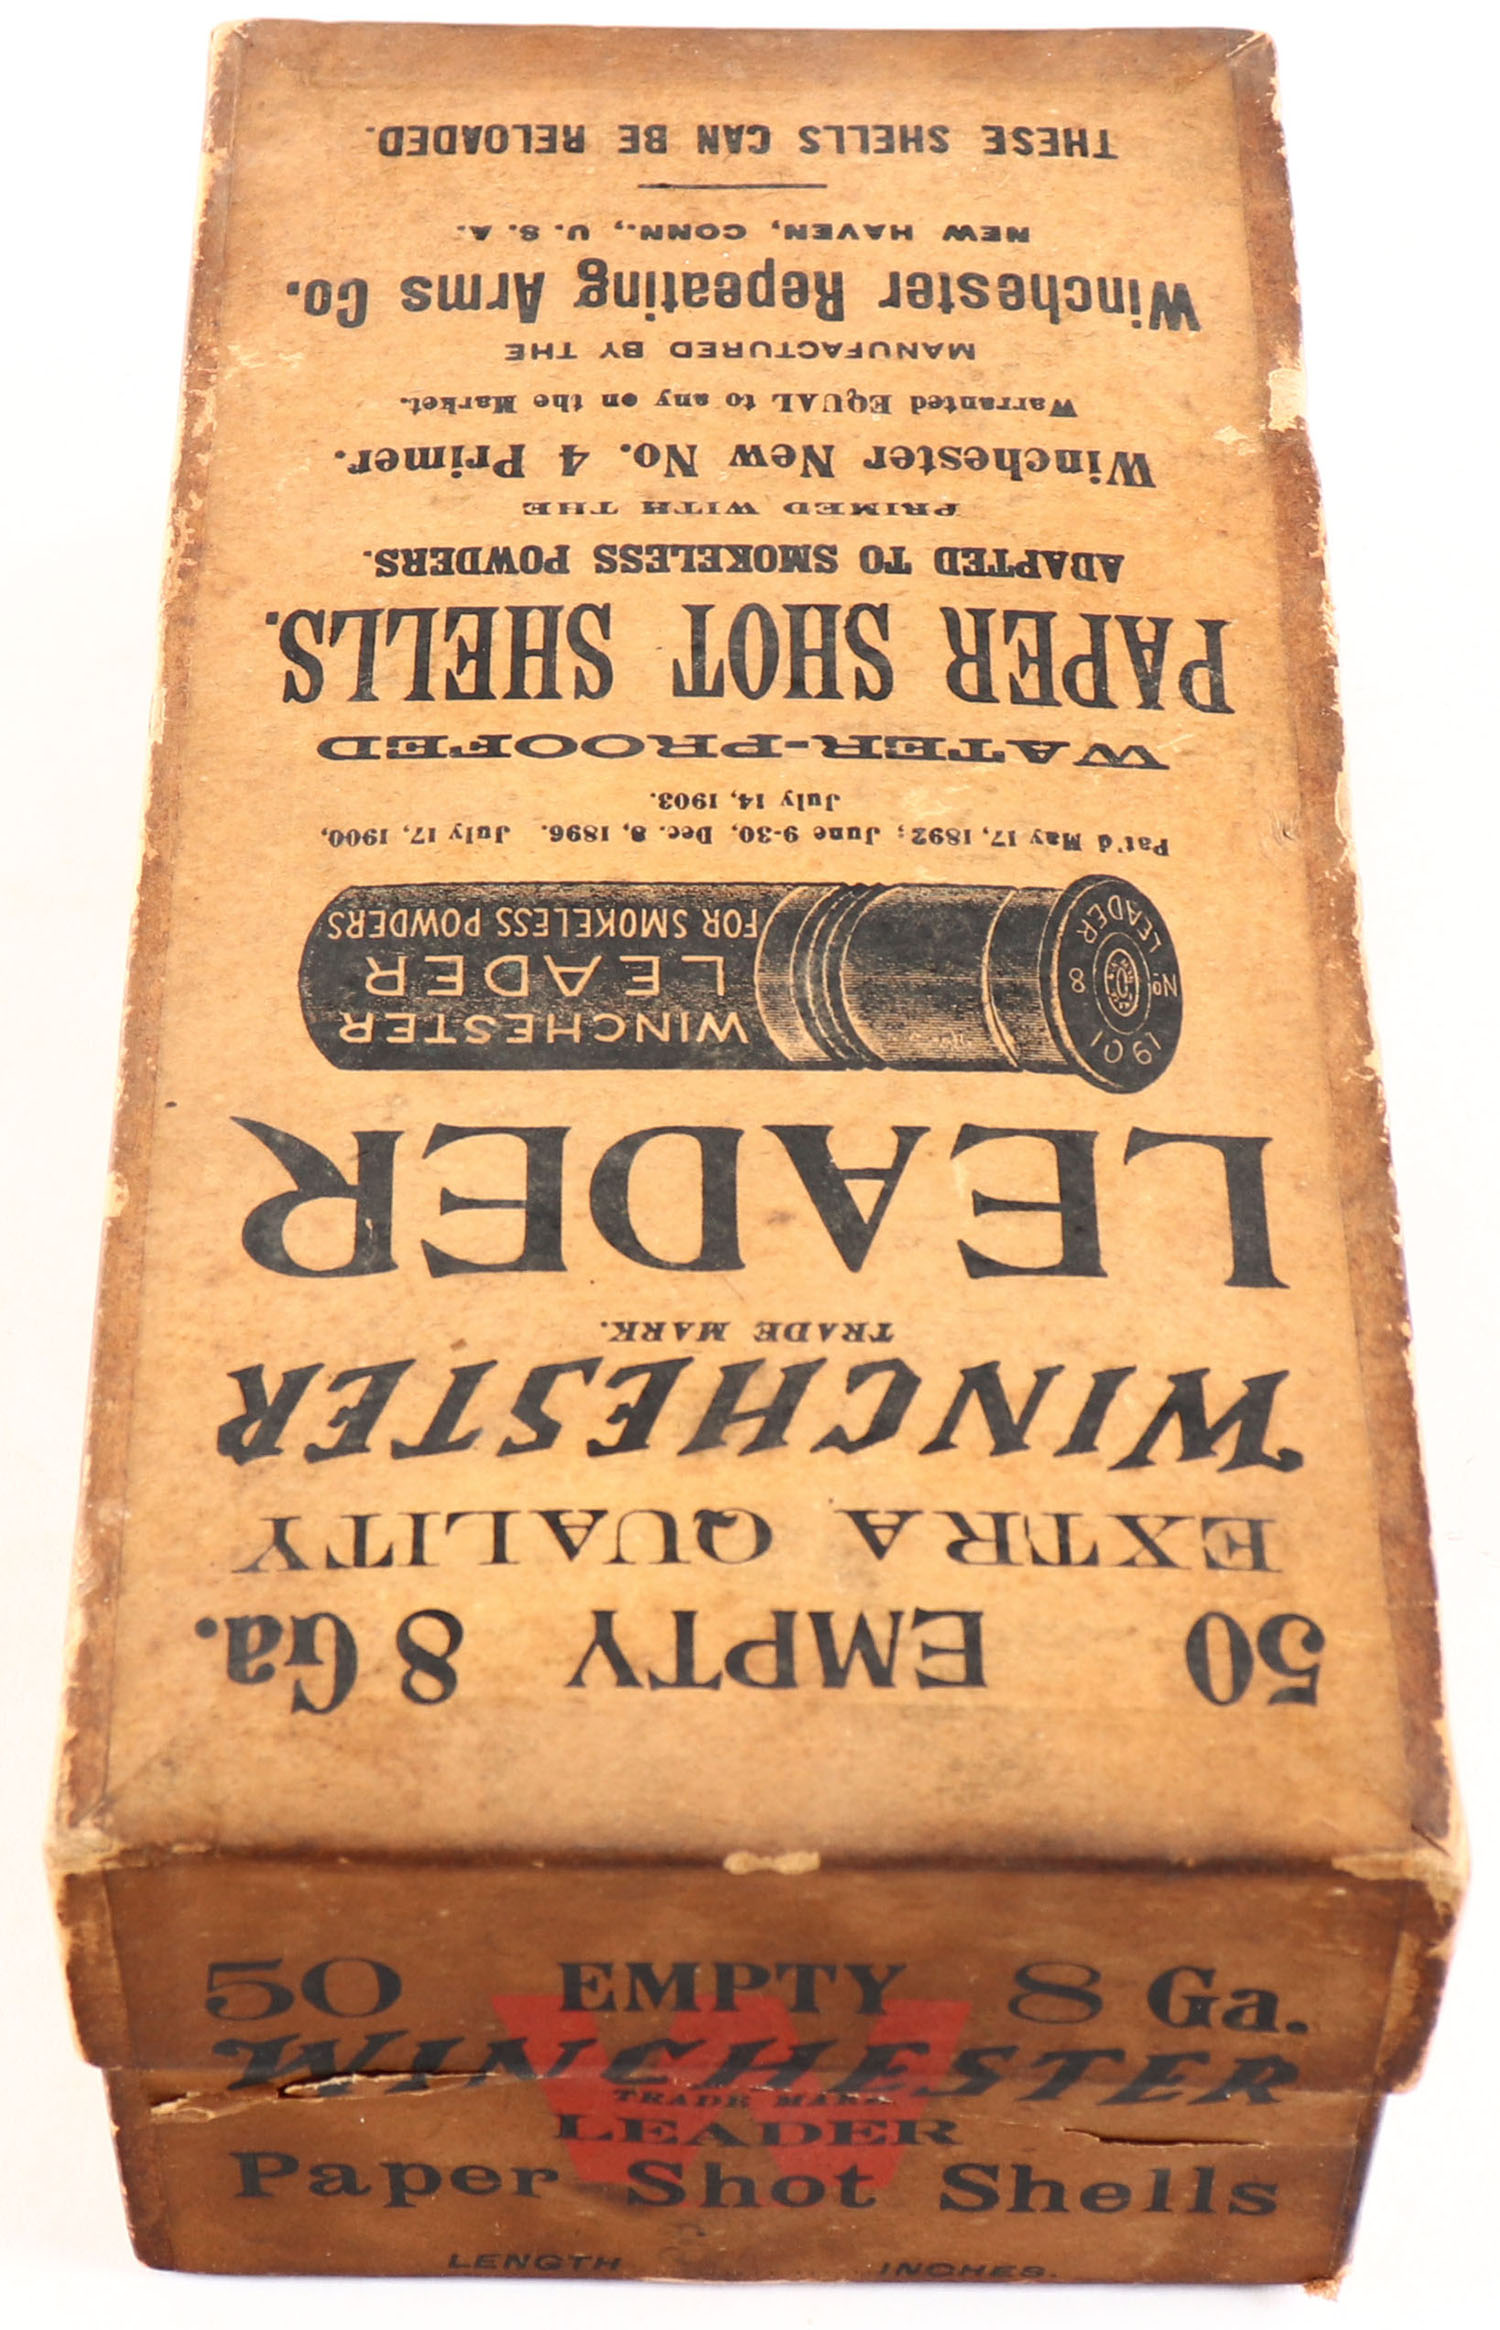 50 EMPTY 8 Ga.
EXTRA QUALITY
WINCHESTER
TRADE MARK.
LEADER
1901
No 8
LEADER
WINCHESTER
LEADER
FOR SMOKELESS POWDERS
Pat'd May 17, 1892; June 9-30, Dec. 8, 1896. July 17, 1900,
July 14, 1903.
WATER-PROOFED
PAPER SHOT SHELLS.
ADAPTED TO SMOKELESS POWDERS.
PRIMED WITH THE
Winchester New No. 4 Primer.
Warranted EQUAL to any on the Market.
MANUFACTURED BY THE
Winchester Repeating Arms Co.
NEW HAVEN, CONN., U. S. A.
THESE SHELLS CAN BE RELOADED.
50 EMPTY 8 Ga.
W
WINCHESTER
TRADE MARK
LEADER
Paper Shot Shells
LENGTH INCHES.